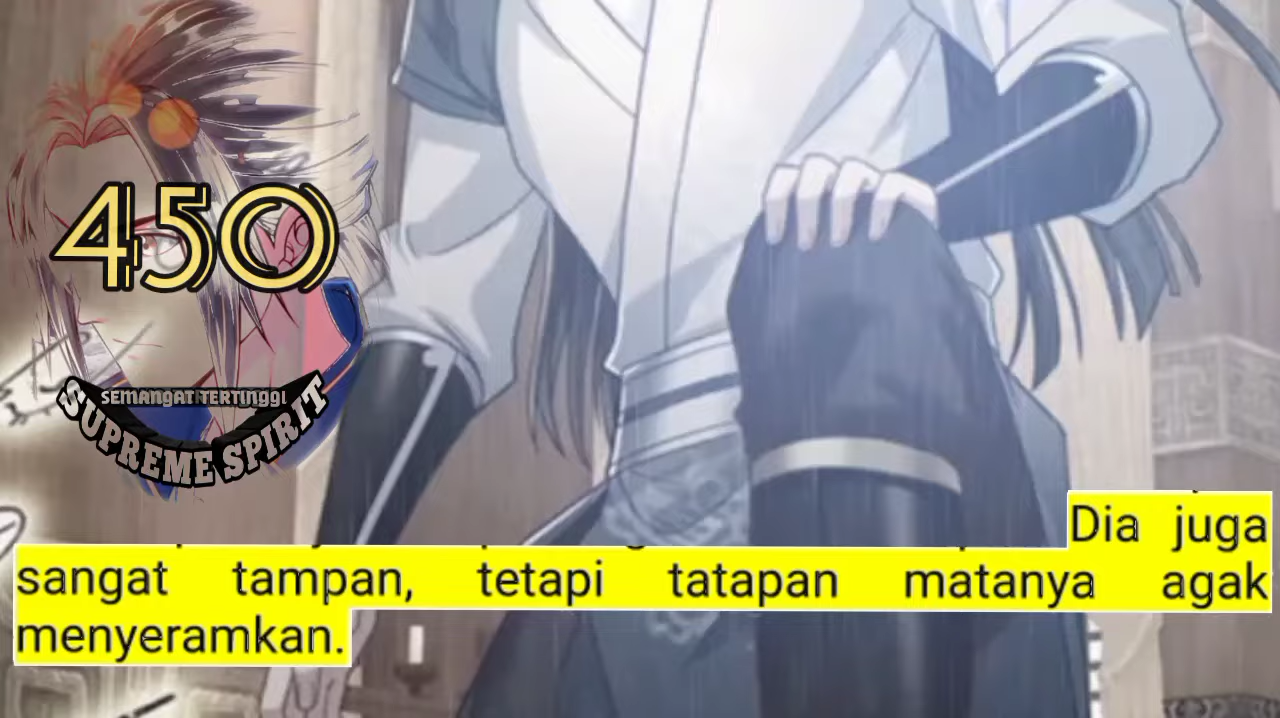 450
SEMANGAT TERTINGGI
SUPREME SPIRIT
Dia juga
sangat tampan, tetapi tatapan matanya agak
menyeramkan.